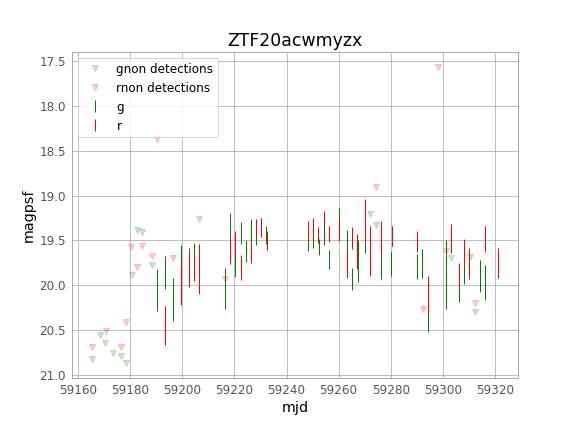 ZTF20acwmyzx
gnon detections
rnon detections
g
r
magpsf
17.5
18.0
18.5
19.0
19.5
20.0
20.5
21.0
59160 59180 59200 59220 59240 59260 59280 59300 59320
mjd